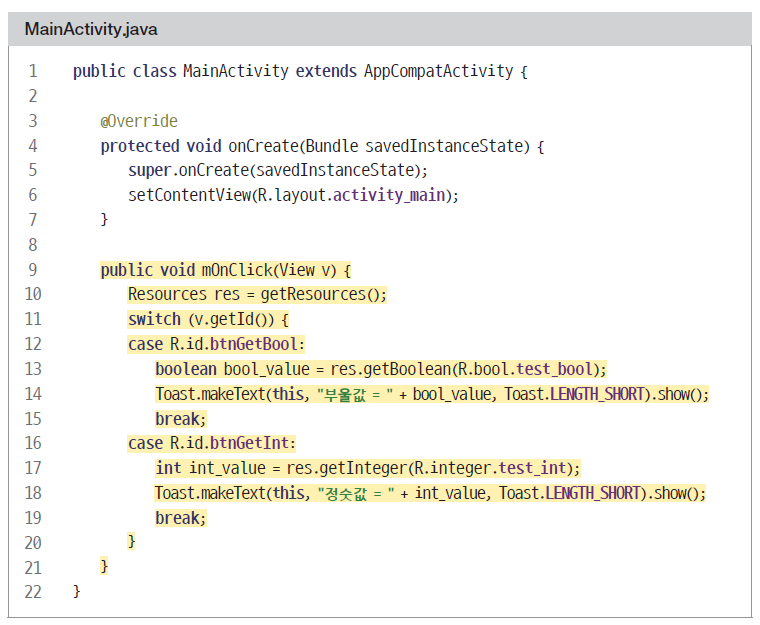 MainActivity.java
1 public class MainActivity extends AppCompatActivity {
2
3 @Override
4 protected void onCreate(Bundle savedInstanceState) {
5 super.onCreate(savedInstanceState);
6 setContentView(R.layout.activity_main);
7 }
8
9 public void mOnClick(View v) {
10 Resources res = getResources();
11 switch (v.getId()) {
12 case R.id.btnGetBool:
13 boolean bool_value = res.getBoolean(R.bool.test_bool);
14 Toast.makeText(this, "부울값 = " + bool_value, Toast.LENGTH_SHORT).show();
15 break;
16 case R.id.btnGetInt:
17 int int_value = res.getInteger(R.integer.test_int);
18 Toast.makeText(this, "정숫값 = " + int_value, Toast.LENGTH_SHORT).show();
19 break;
20 }
21 }
22 }